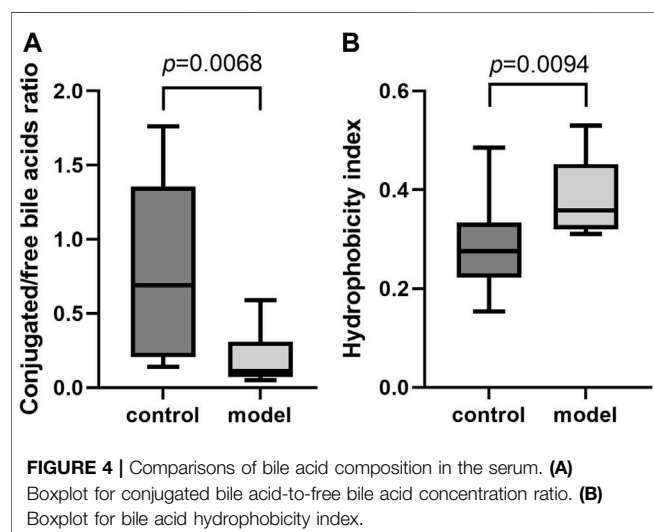 A
p=0.0068
Conjugated/free bile acids ratio
2.0
1.5
1.0
0.5
0.0
control model
B
p=0.0094
Hydrophobicity index
0.6
0.4
0.2
0.0
control model
FIGURE 4 | Comparisons of bile acid composition in the serum. (A)
Boxplot for conjugated bile acid-to-free bile acid concentration ratio. (B)
Boxplot for bile acid hydrophobicity index.